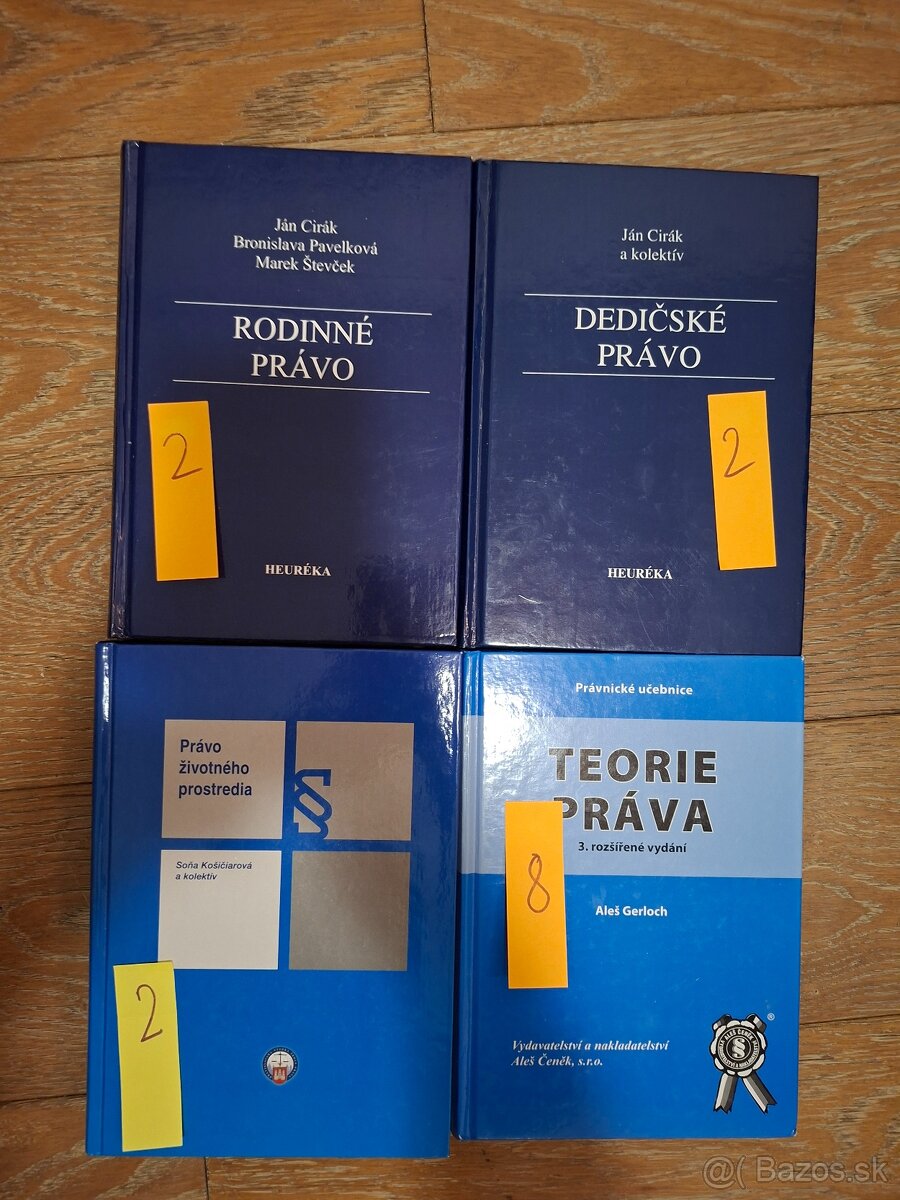 Ján Cirák
Bronislava Pavelková
Marek Števček
RODINNÉ
PRÁVO
2
HEURÉKA
Ján Cirák
a kolektív
DEDIČSKÉ
PRÁVO
2
HEURÉKA
Právo
životného
prostredia
§
Soňa Košičiarová
a kolektív
2
Právnické učebnice
TEORIE
PRÁVA
3. rozšířené vydání
8
Aleš Gerloch
Vydavatelství a nakladatelství
Aleš Čeněk, s.r.o.
§
®
@( Bazos.sk